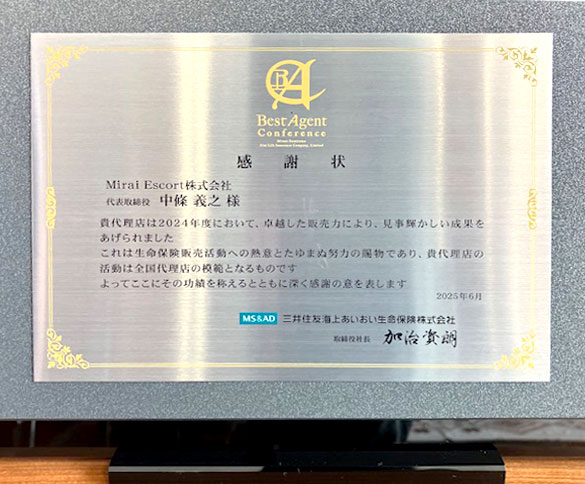 BA
Best Agent
Conference
Mitsui Sumitomo
Aioi Life Insurance Company, Limited
感謝状
Mirai Escort株式会社
代表取締役 中條 義之 様
貴代理店は2024年度において、卓越した販売力により、見事輝かしい成果を
あげられました
これは生命保険販売活動への熱意とたゆまぬ努力の賜物であり、貴代理店の
活動は全国代理店の模範となるものです
よってここにその功績を称えるとともに深く感謝の意を表します
2025年6月
MS&AD 三井住友海上あいおい生命保険株式会社
取締役社長 加治資朗